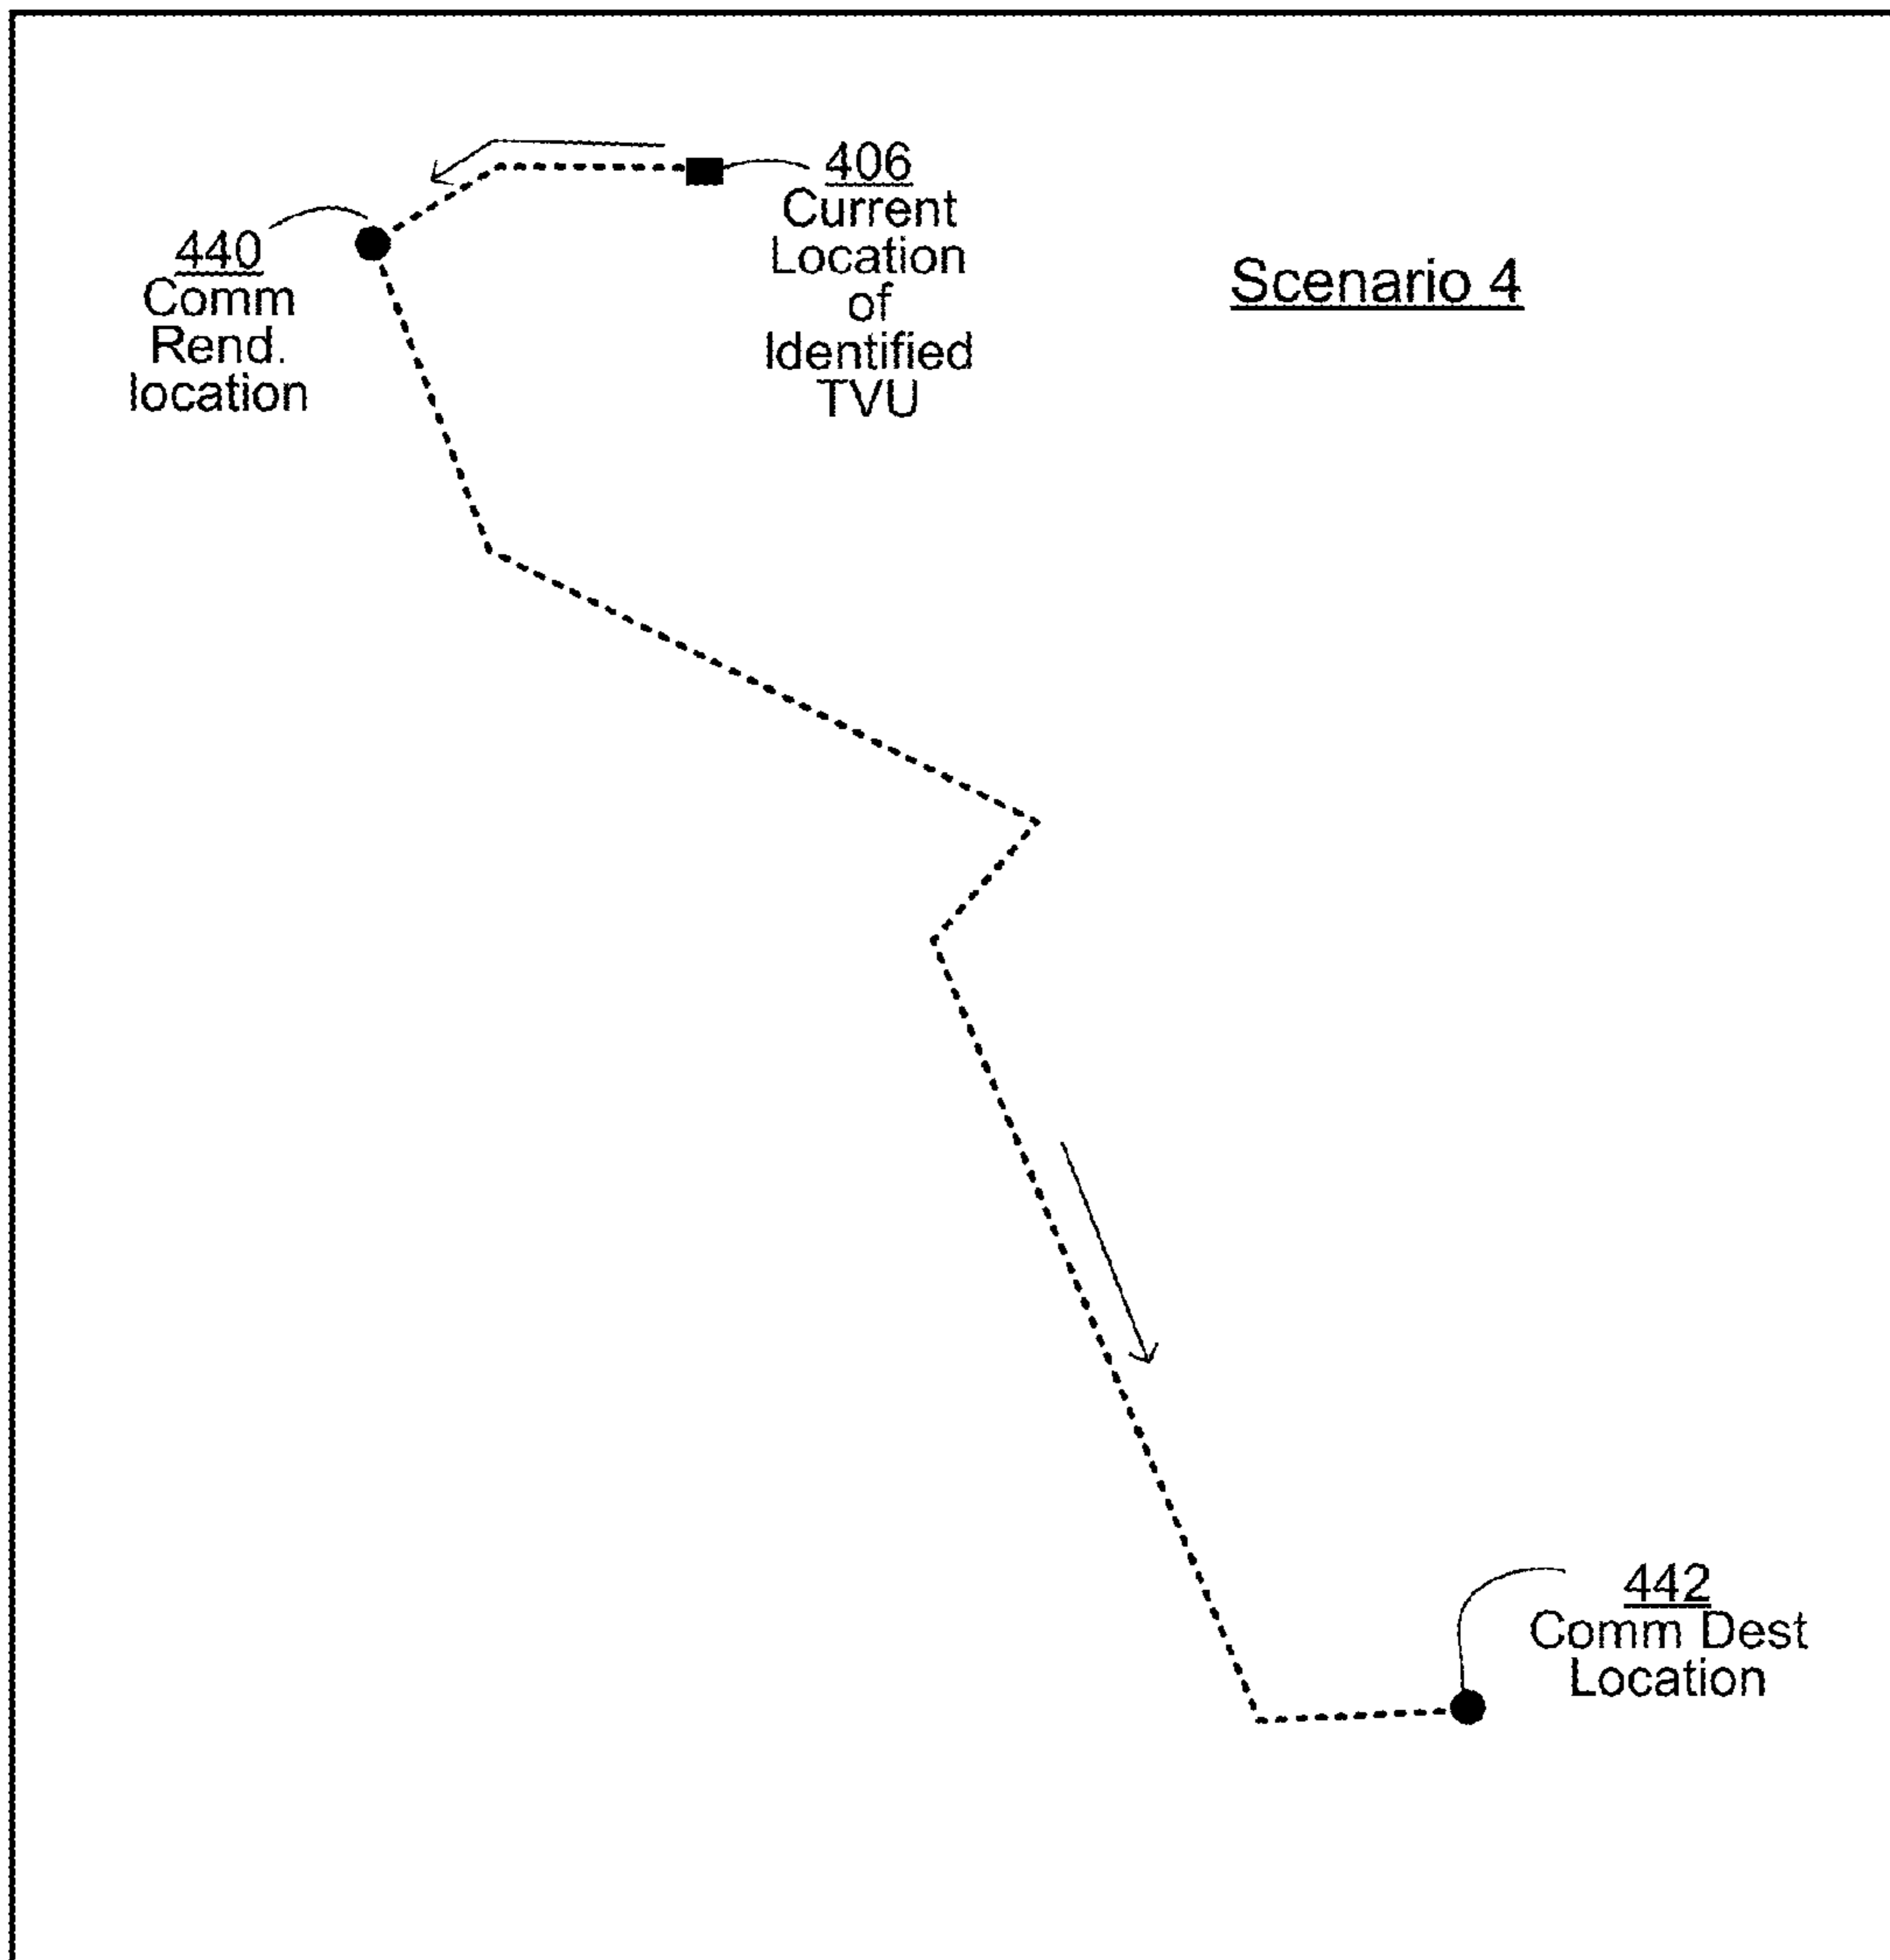 406
Current
Location
of
Identified
TVU
440
Comm
Rend.
location
Scenario 4
442
Comm Dest
Location